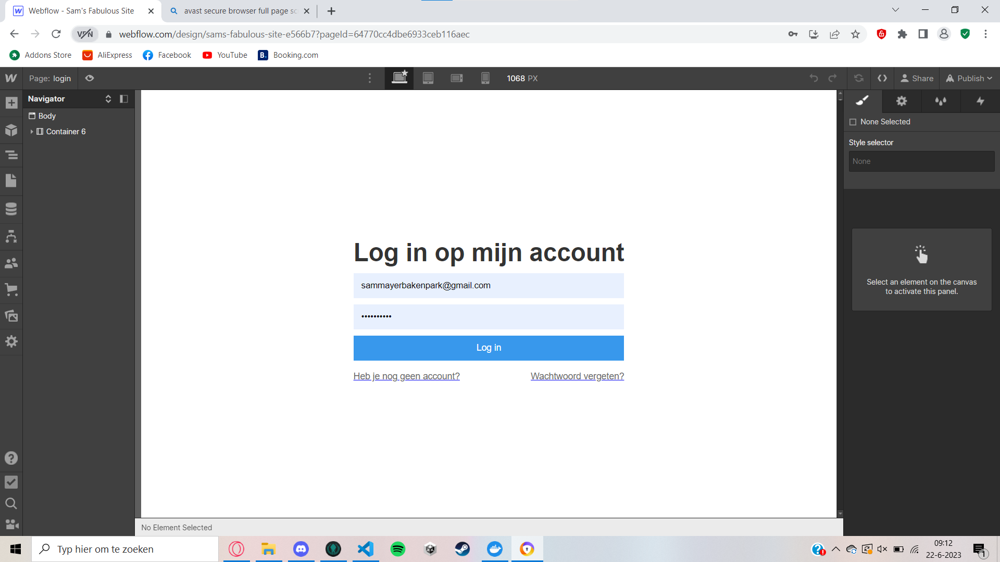 Webflow - Sam's Fabulous Site
avast secure browser full page sc
VPN
webflow.com/design/sams-fabulous-site-e566b7?pageId=64770cc4dbe6933ceb116aec
Addons Store
AliExpress
Facebook
YouTube
B.
Booking.com
Page: login
1068 PX
Share
Publish
Navigator
Body
Container 6
None Selected
Style selector
None
Select an element on the canvas
to activate this panel.
Log in op mijn account
sammayerbakenpark@gmail.com
••••••••••
Log in
Heb je nog geen account?
Wachtwoord vergeten?
No Element Selected
Typ hier om te zoeken
09:12
22-6-2023
1